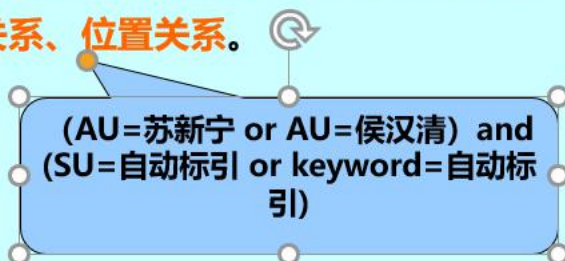 关系、位置关系。
（AU=苏新宁 or AU=侯汉清）and
(SU=自动标引 or keyword=自动标
引)